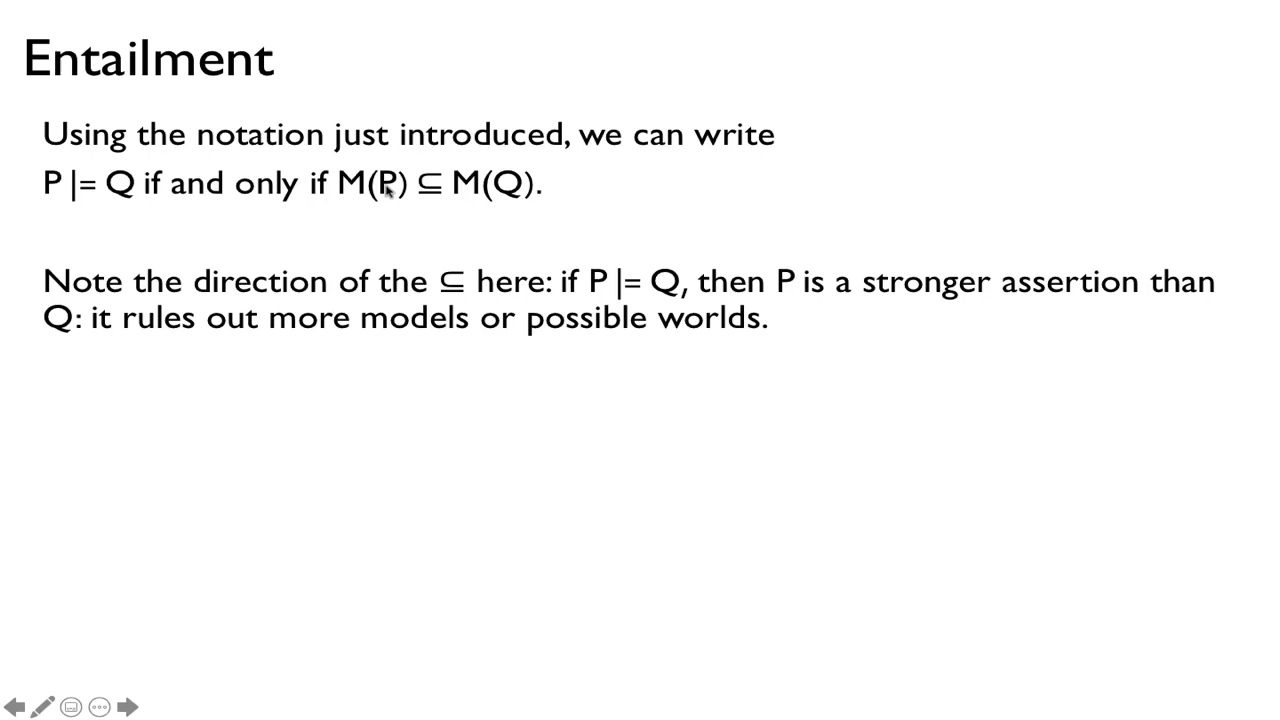 Entailment
Using the notation just introduced, we can write
P |= Q if and only if M(P) ⊆ M(Q).
Note the direction of the ⊆ here: if P |= Q, then P is a stronger assertion than
Q: it rules out more models or possible worlds.